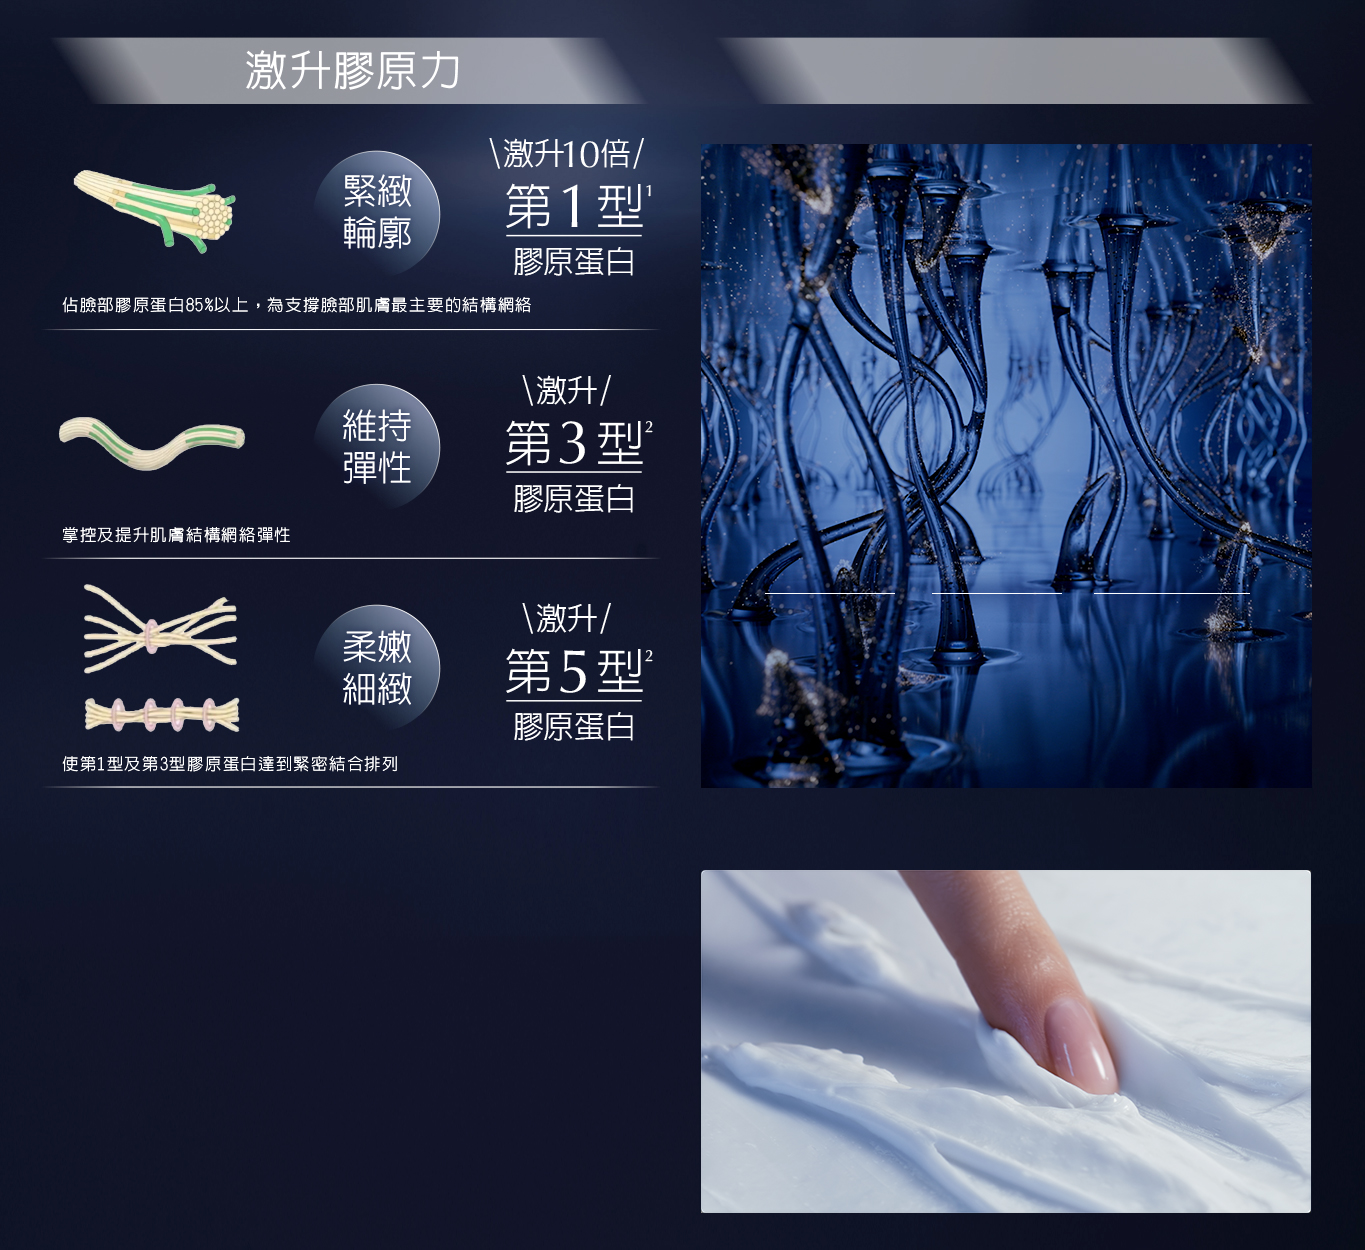 激升膠原力
緊緻
輪廓
\激升10倍/
第1型¹
膠原蛋白
佔臉部膠原蛋白85%以上，為支撐臉部肌膚最主要的結構網絡
維持
彈性
\激升/
第3型²
膠原蛋白
掌控及提升肌膚結構網絡彈性
柔嫩
細緻
\激升/
第5型²
膠原蛋白
使第1型及第3型膠原蛋白達到緊密結合排列